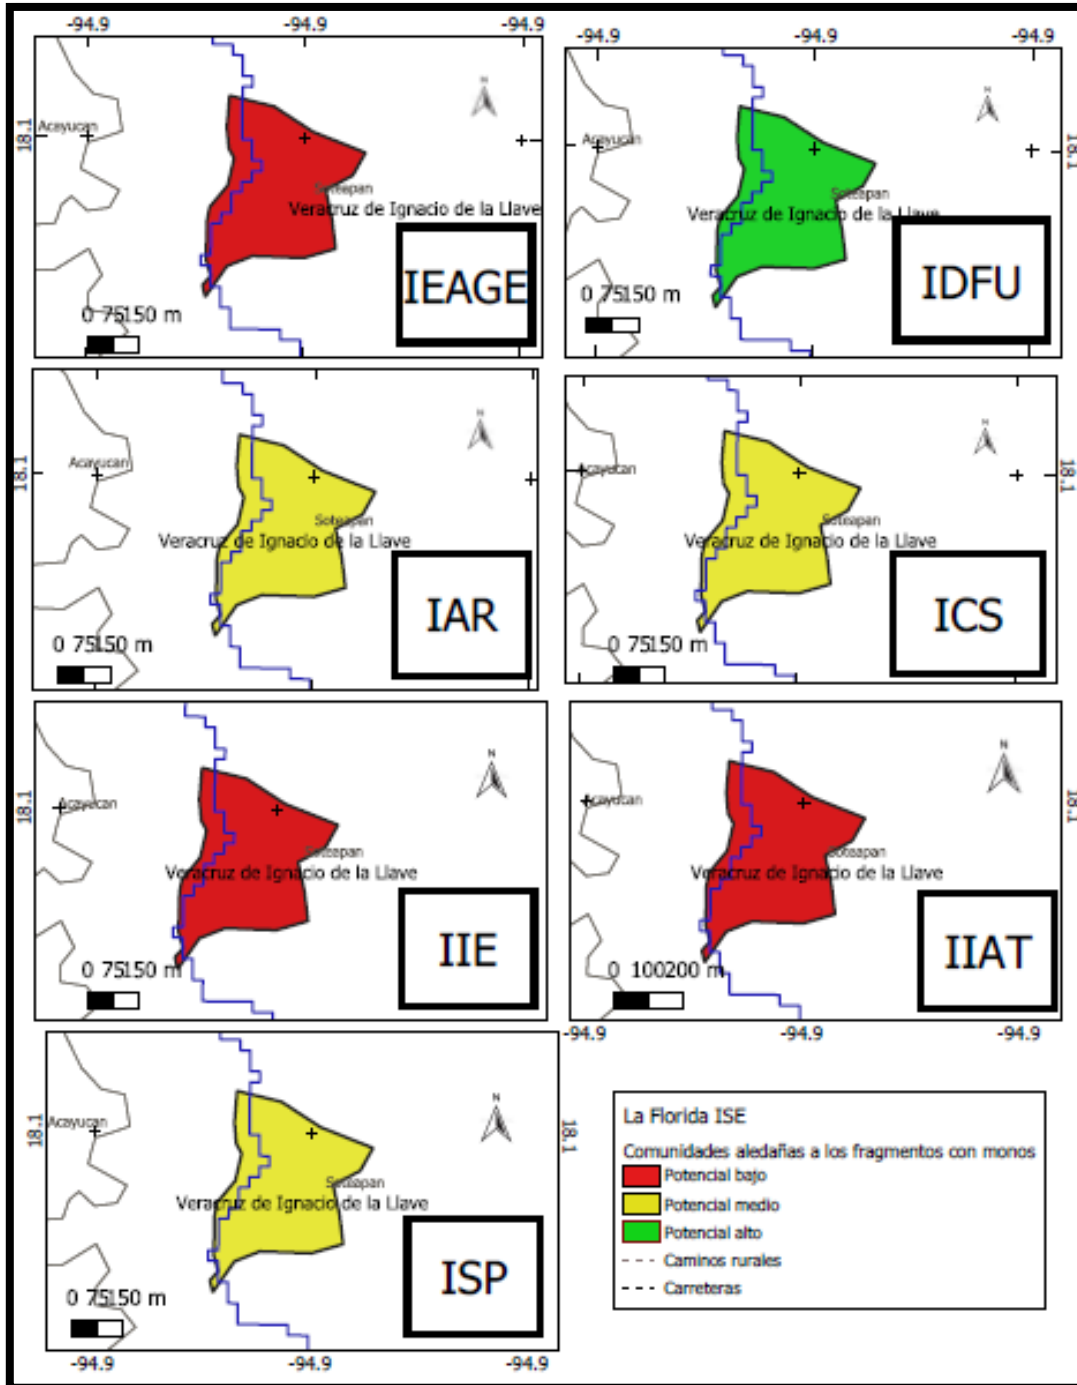 -94.9 -94.9 -94.9
-94.9 -94.9 -94.9
18.1
Acayucan
N
Soteapan
Veracruz de Ignacio de la Llave
IEAGE
0 75150 m
N
18.1
Soteapan
Veracruz de Ignacio de la Llave
IDFU
0 75150 m
18.1
Acayucan
N
Soteapan
Veracruz de Ignacio de la Llave
IAR
0 75150 m
Acayucan
N
18.1
Soteapan
Veracruz de Ignacio de la Llave
ICS
0 75150 m
18.1
Acayucan
N
Soteapan
Veracruz de Ignacio de la Llave
IIE
0 75150 m
Acayucan
N
18.1
Soteapan
Veracruz de Ignacio de la Llave
IIAT
0 100200 m
-94.9 -94.9 -94.9
18.1
Acayucan
N
18.1
Soteapan
Veracruz de Ignacio de la Llave
ISP
0 75150 m
-94.9 -94.9 -94.9
La Florida ISE
Comunidades aledañas a los fragmentos con monos
Potencial bajo
Potencial medio
Potencial alto
Caminos rurales
Carreteras